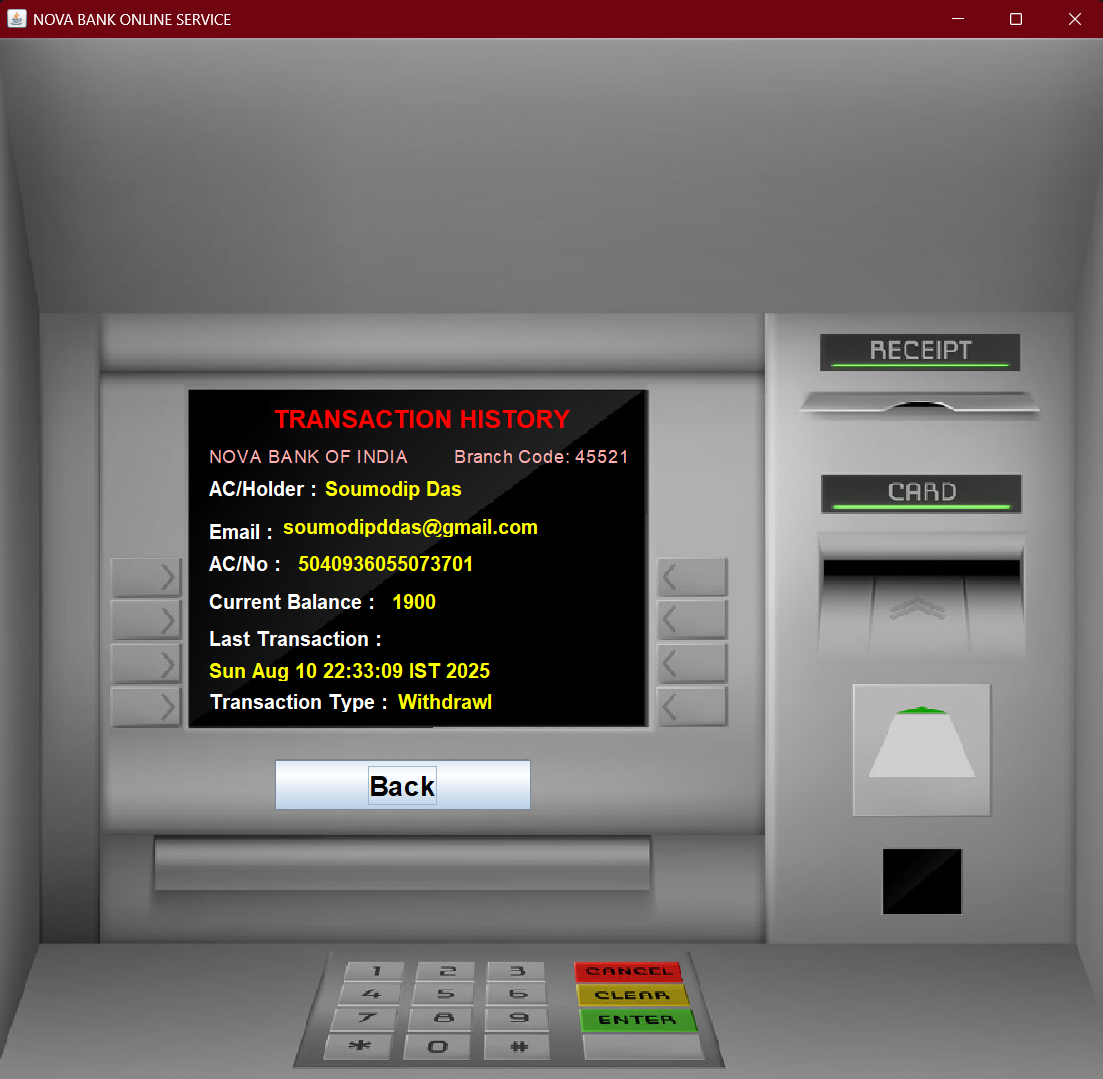 NOVA BANK ONLINE SERVICE
RECEIPT
TRANSACTION HISTORY
NOVA BANK OF INDIA Branch Code: 45521
AC/Holder : Soumodip Das
CARD
Email : soumodipddas@gmail.com
AC/No : 5040936055073701
Current Balance : 1900
Last Transaction :
Sun Aug 10 22:33:09 IST 2025
Transaction Type : Withdrawl
Back
1 2 3 CANCEL
4 5 6 CLEAR
7 8 9 ENTER
* 0 #